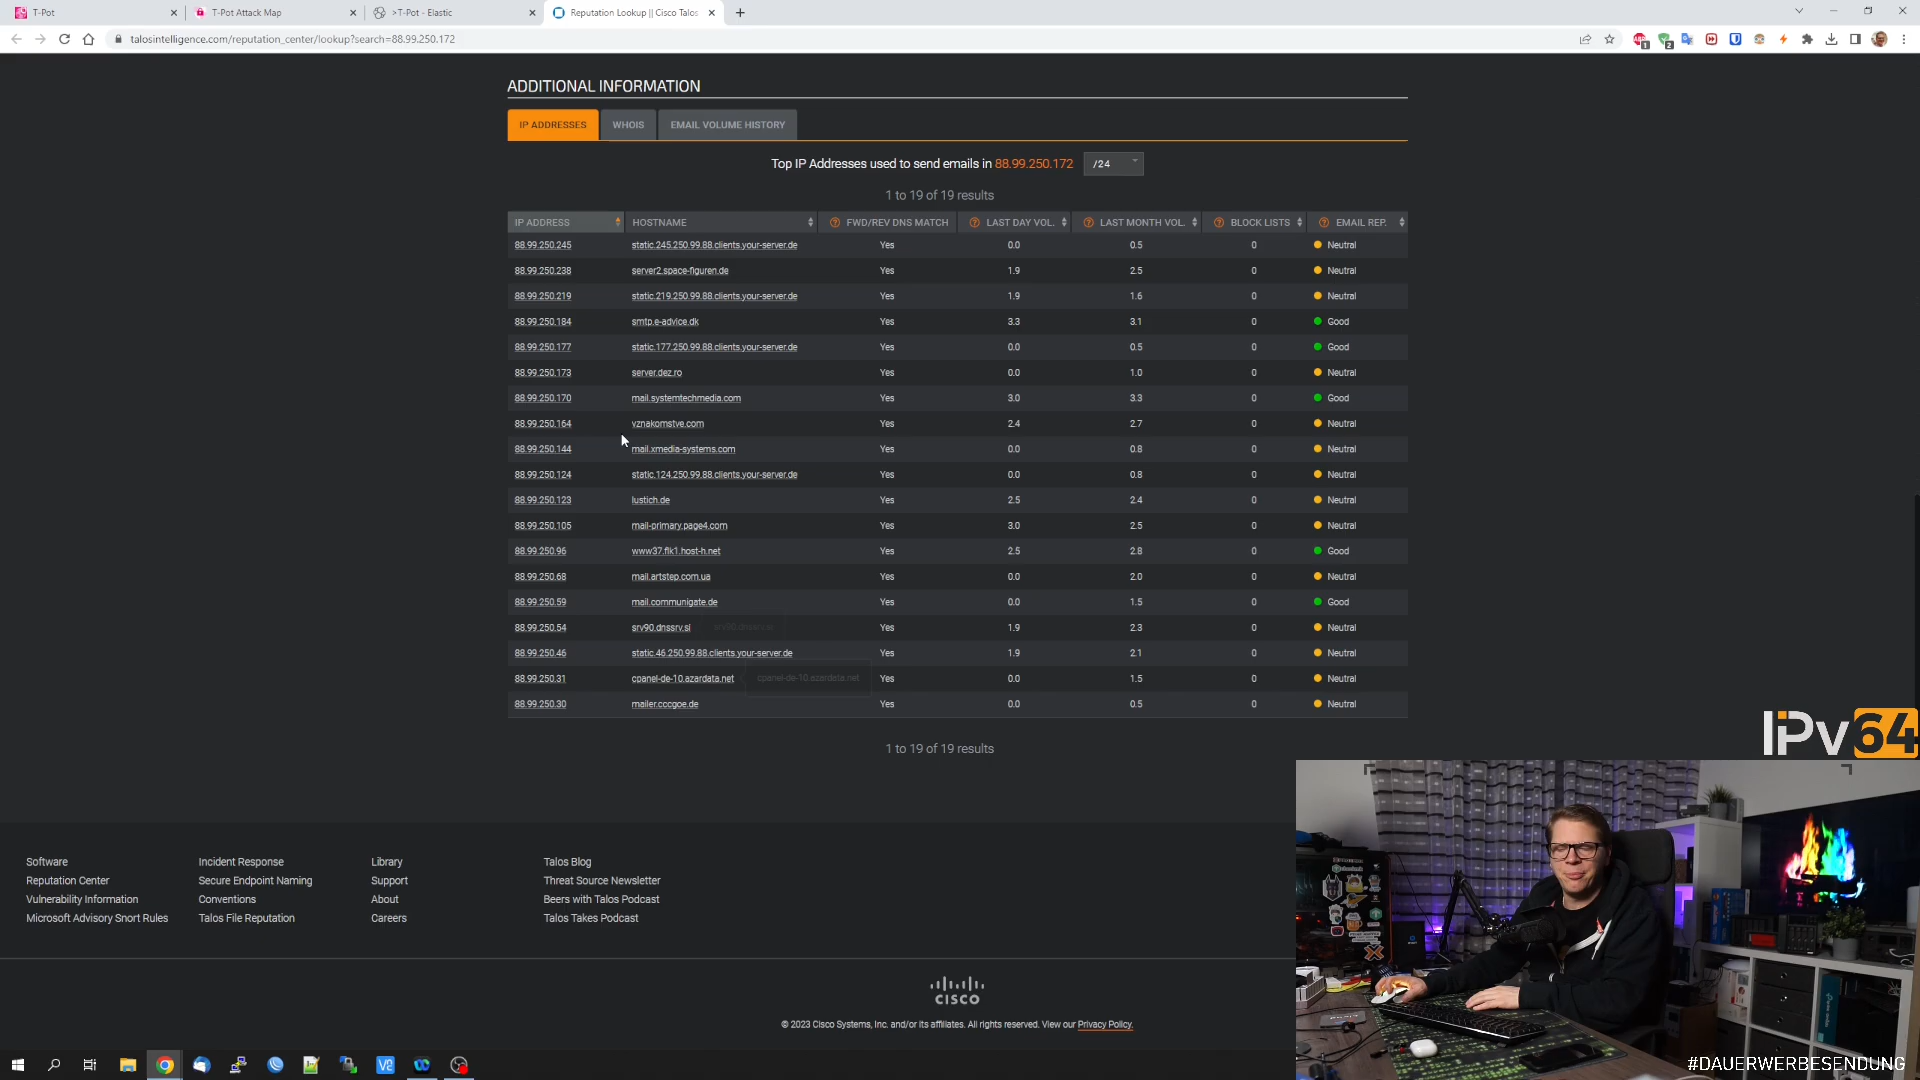 T-Pot
T-Pot Attack Map
>T-Pot - Elastic
Reputation Lookup || Cisco Talos
talosintelligence.com/reputation_center/lookup?search=88.99.250.172
ADDITIONAL INFORMATION
IP ADDRESSES
WHOIS
EMAIL VOLUME HISTORY
Top IP Addresses used to send emails in 88.99.250.172
/24
1 to 19 of 19 results
IP ADDRESS HOSTNAME FWD/REV DNS MATCH LAST DAY VOL. LAST MONTH VOL. BLOCK LISTS EMAIL REP.
88.99.250.245 static.245.250.99.88.clients.your-server.de Yes 0.0 0.5 0 Neutral
88.99.250.238 server2.space-figuren.de Yes 1.9 2.5 0 Neutral
88.99.250.219 static.219.250.99.88.clients.your-server.de Yes 1.9 1.6 0 Neutral
88.99.250.184 smtp.e-advice.dk Yes 3.3 3.1 0 Good
88.99.250.177 static.177.250.99.88.clients.your-server.de Yes 0.0 0.5 0 Good
88.99.250.173 server.dez.ro Yes 0.0 1.0 0 Neutral
88.99.250.170 mail.systemtechmedia.com Yes 3.0 3.3 0 Good
88.99.250.164 vznakomstve.com Yes 2.4 2.7 0 Neutral
88.99.250.144 mail.xmedia-systems.com Yes 0.0 0.8 0 Neutral
88.99.250.124 static.124.250.99.88.clients.your-server.de Yes 0.0 0.8 0 Neutral
88.99.250.123 lustich.de Yes 2.5 2.4 0 Neutral
88.99.250.105 mail-primary.page4.com Yes 3.0 2.5 0 Neutral
88.99.250.96 www37.flk1.host-h.net Yes 2.5 2.8 0 Good
88.99.250.68 mail.artstep.com.ua Yes 0.0 2.0 0 Neutral
88.99.250.59 mail.communigate.de Yes 0.0 1.5 0 Good
88.99.250.54 srv90.dnssrv.si srv90.dnssrv.si Yes 1.9 2.3 0 Neutral
88.99.250.46 static.46.250.99.88.clients.your-server.de Yes 1.9 2.1 0 Neutral
88.99.250.31 cpanel-de-10.azardata.net cpanel-de-10.azardata.net Yes 0.0 1.5 0 Neutral
88.99.250.30 mailer.cccgoe.de Yes 0.0 0.5 0 Neutral
1 to 19 of 19 results
IPv64
Software
Reputation Center
Vulnerability Information
Microsoft Advisory Snort Rules
Incident Response
Secure Endpoint Naming
Conventions
Talos File Reputation
Library
Support
About
Careers
Talos Blog
Threat Source Newsletter
Beers with Talos Podcast
Talos Takes Podcast
CISCO
© 2023 Cisco Systems, Inc. and/or its affiliates. All rights reserved. View our Privacy Policy.
#DAUERWERBESENDUNG